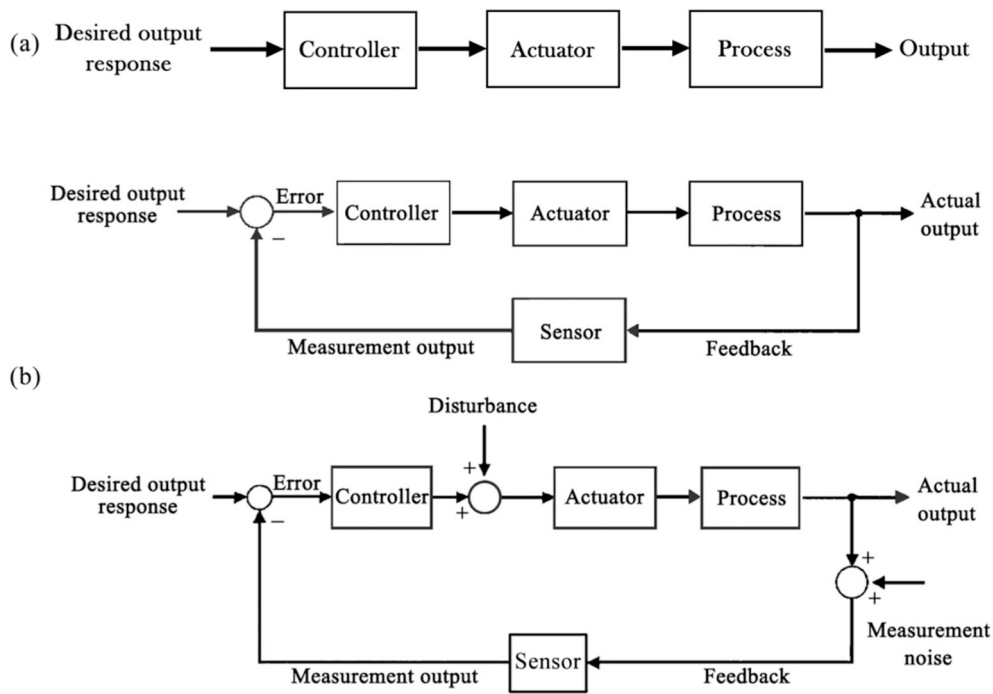 (a)
Desired output
response
Controller
Actuator
Process
Output
Desired output
response
Error
Controller
Actuator
Process
Actual
output
−
Sensor
Measurement output
Feedback
(b)
Disturbance
+
Desired output
response
Error
Controller
+
Actuator
Process
Actual
output
−
+
+
Measurement
noise
Sensor
Measurement output
Feedback